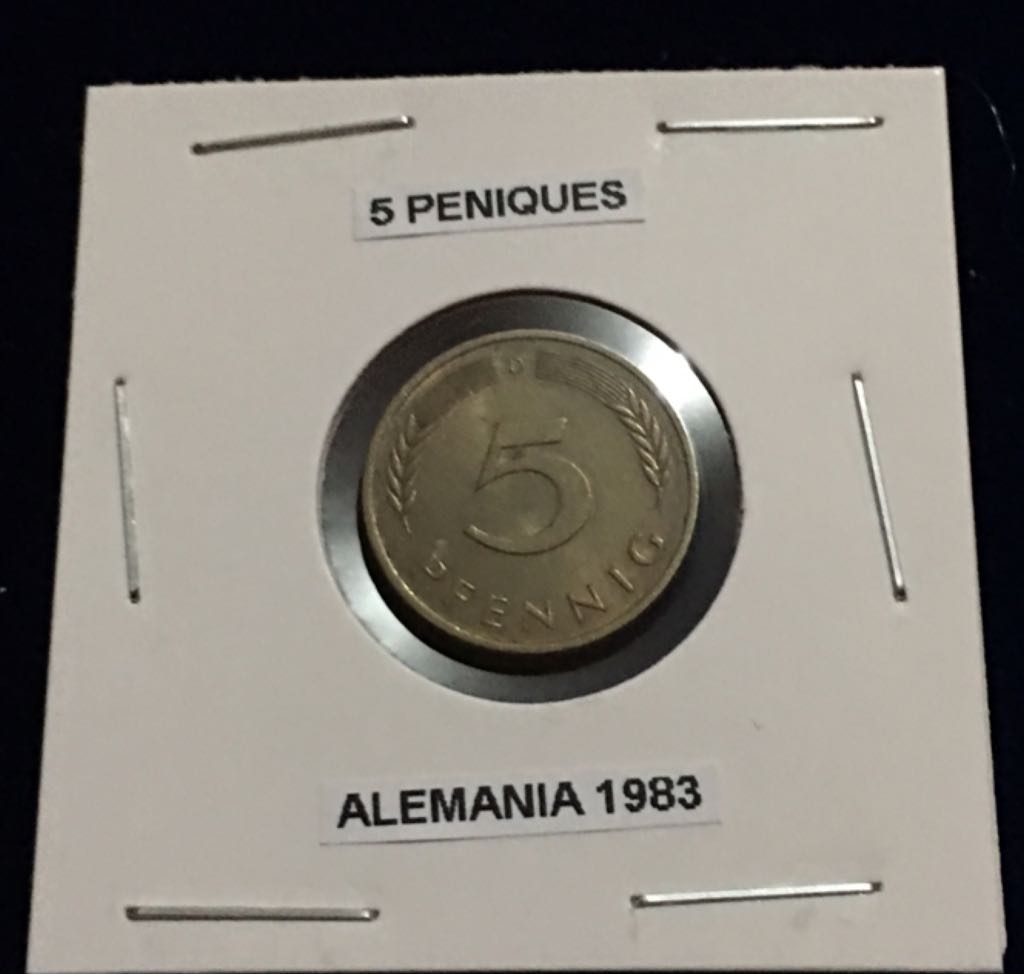 5 PENIQUES
D
5
PFENNIG
ALEMANIA 1983